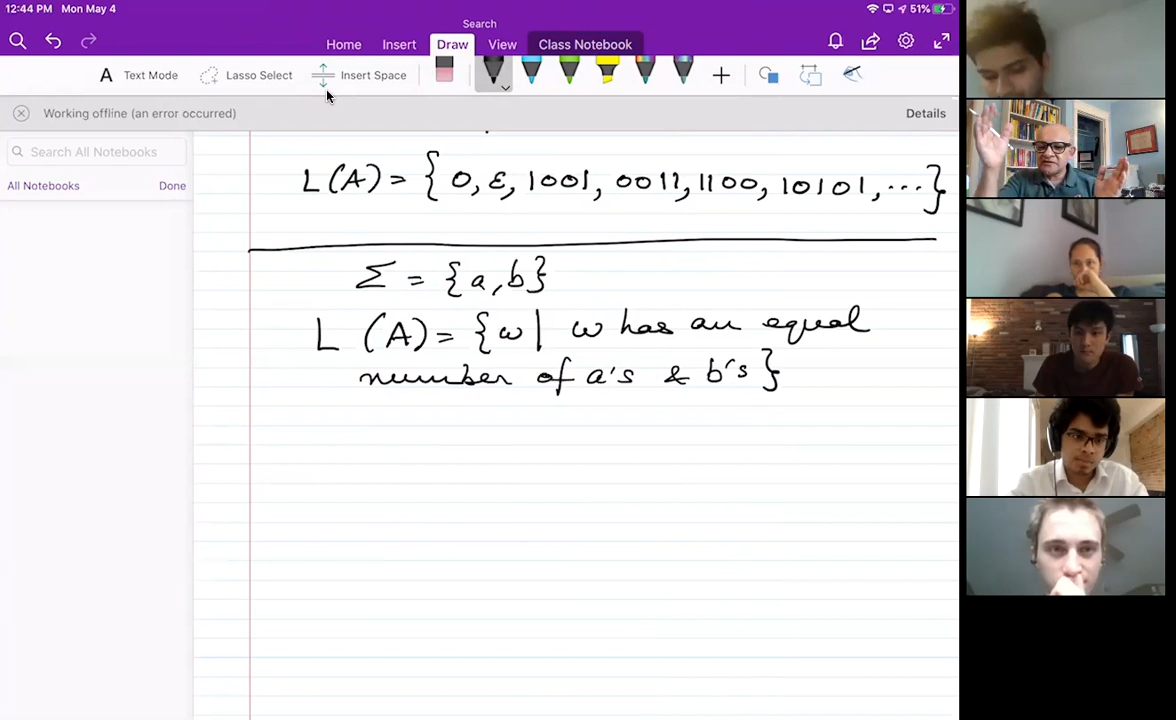 12:44 PM Mon May 4
51%
Search
Home Insert Draw View Class Notebook
Text Mode Lasso Select Insert Space
Working offline (an error occurred) Details
Search All Notebooks
All Notebooks Done
L(A) = { 0, ε, 1001, 0011, 1100, 10101, ... }
Σ = {a, b}
L (A) = { w | w has an equal
number of a's & b's }